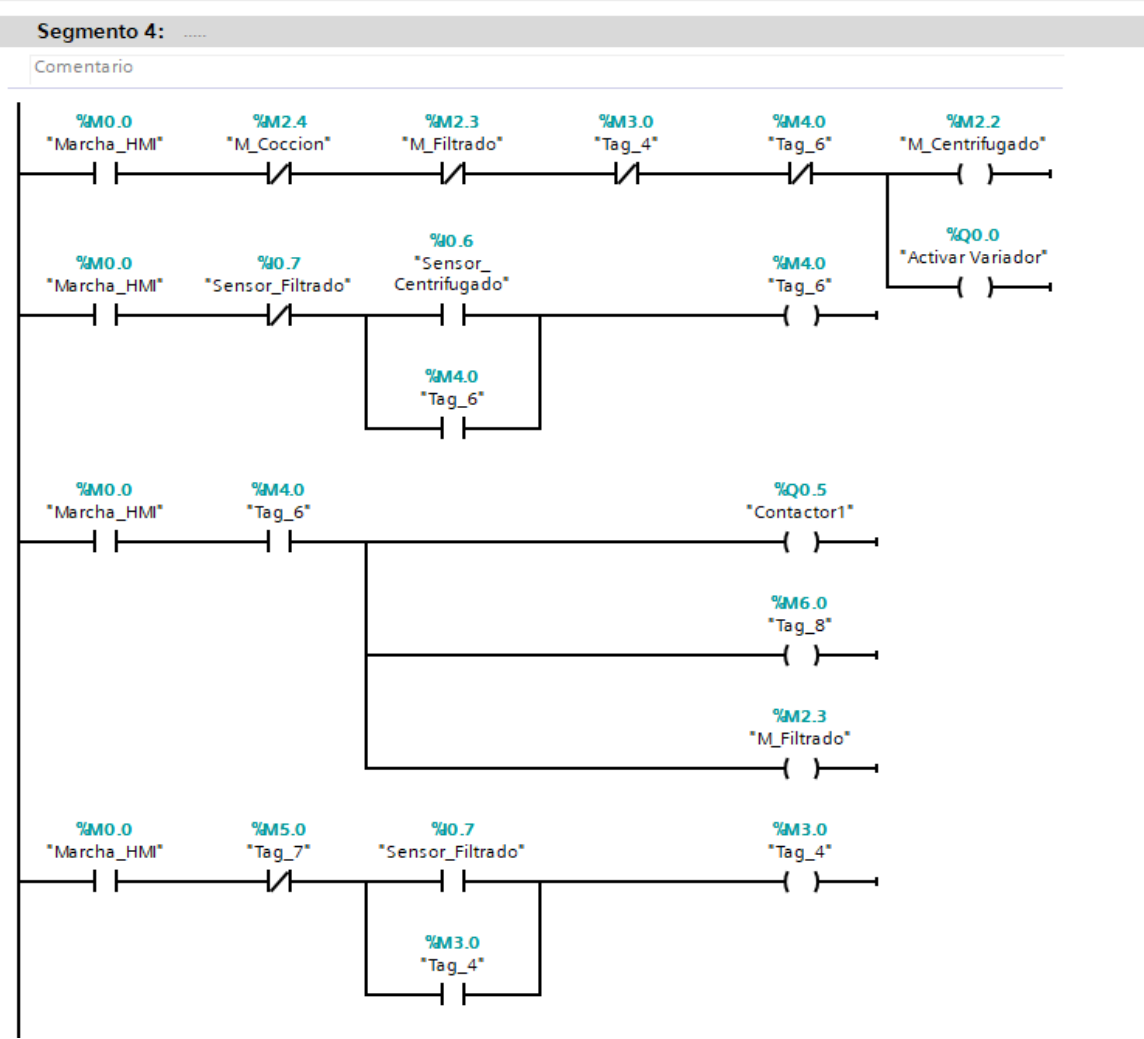 Segmento 4: .....
Comentario
%M0.0 %M2.4 %M2.3 %M3.0 %M4.0 %M2.2
"Marcha_HMI" "M_Coccion" "M_Filtrado" "Tag_4" "Tag_6" "M_Centrifugado"
%Q0.0
"Activar Variador"
%I0.6
%M0.0 %I0.7 "Sensor_ %M4.0
"Marcha_HMI" "Sensor_Filtrado" Centrifugado" "Tag_6"
%M4.0
"Tag_6"
%M0.0 %M4.0 %Q0.5
"Marcha_HMI" "Tag_6" "Contactor1"
%M6.0
"Tag_8"
%M2.3
"M_Filtrado"
%M0.0 %M5.0 %I0.7 %M3.0
"Marcha_HMI" "Tag_7" "Sensor_Filtrado" "Tag_4"
%M3.0
"Tag_4"